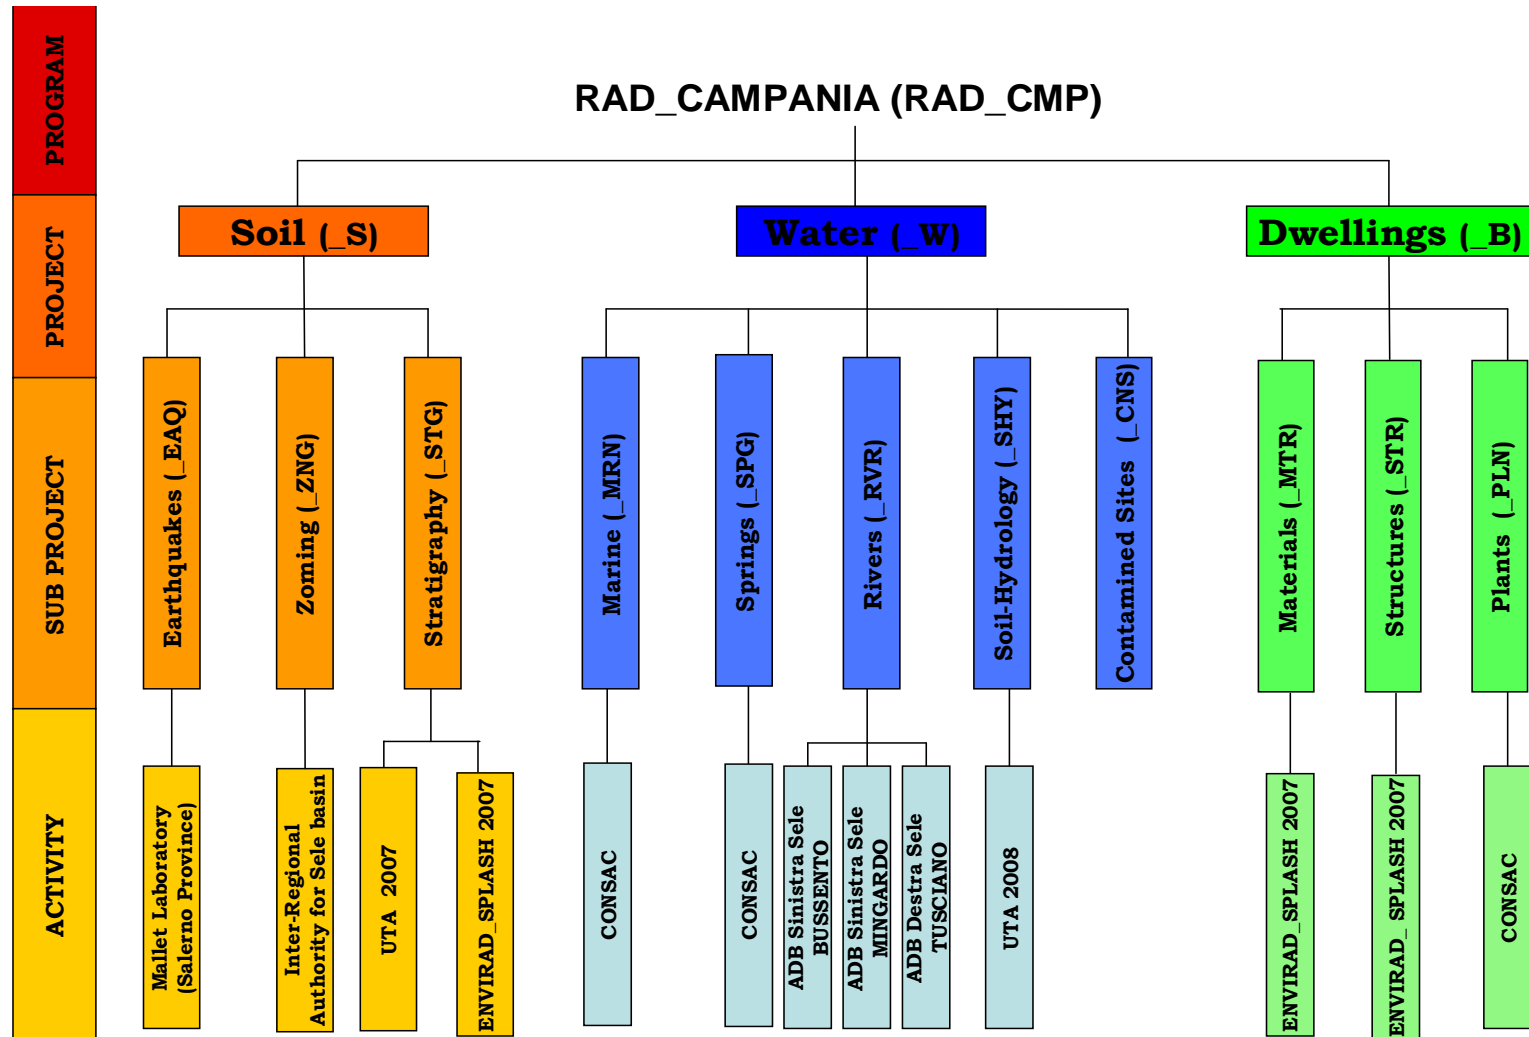 PROGRAM
RAD_CAMPANIA (RAD_CMP)
PROJECT
Soil (_S)
Water (_W)
Dwellings (_B)
SUB PROJECT
Earthquakes (_EAQ)
Zoming (_ZNG)
Stratigraphy (_STG)
Marine (_MRN)
Springs (_SPG)
Rivers (_RVR)
Soil-Hydrology (_SHY)
Contamined Sites (_CNS)
Materials (_MTR)
Structures (_STR)
Plants (_PLN)
ACTIVITY
Mallet Laboratory
(Salerno Province)
Inter-Regional
Authority for Sele basin
UTA 2007
ENVIRAD_SPLASH 2007
CONSAC
CONSAC
ADB Sinistra Sele
BUSSENTO
ADB Sinistra Sele
MINGARDO
ADB Destra Sele
TUSCIANO
UTA 2008
ENVIRAD_SPLASH 2007
ENVIRAD_ SPLASH 2007
CONSAC